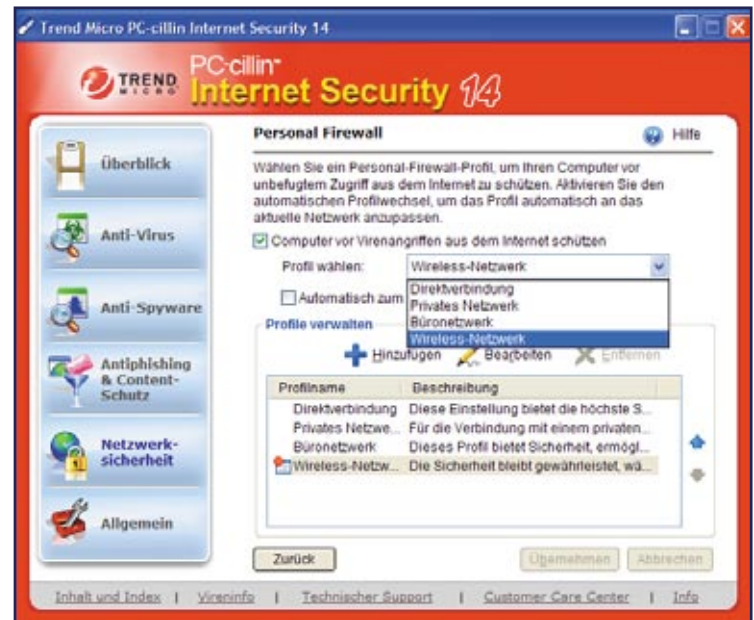 Trend Micro PC-cillin Internet Security 14
TREND MICRO
PC-cillin™
Internet Security 14
Überblick
Anti-Virus
Anti-Spyware
Antiphishing
& Content-
Schutz
Netzwerk-
sicherheit
Allgemein
Personal Firewall
Hilfe
Wählen Sie ein Personal-Firewall-Profil, um Ihren Computer vor
unbefugtem Zugriff aus dem Internet zu schützen. Aktivieren Sie den
automatischen Profilwechsel, um das Profil automatisch an das
aktuelle Netzwerk anzupassen.
Computer vor Virenangriffen aus dem Internet schützen
Profil wählen: Wireless-Netzwerk
Direktverbindung
Privates Netzwerk
Büronetzwerk
Wireless-Netzwerk
Automatisch zum
Profile verwalten
Hinzufügen Bearbeiten Entfernen
Profilname Beschreibung
Direktverbindung Diese Einstellung bietet die höchste S...
Privates Netzwe... Für die Verbindung mit einem privaten...
Büronetzwerk Dieses Profil bietet Sicherheit, ermögl...
Wireless-Netzw... Die Sicherheit bleibt gewährleistet, wä...
Zurück Übernehmen Abbrechen
Inhalt und Index | Vireninfo | Technischer Support | Customer Care Center | Info